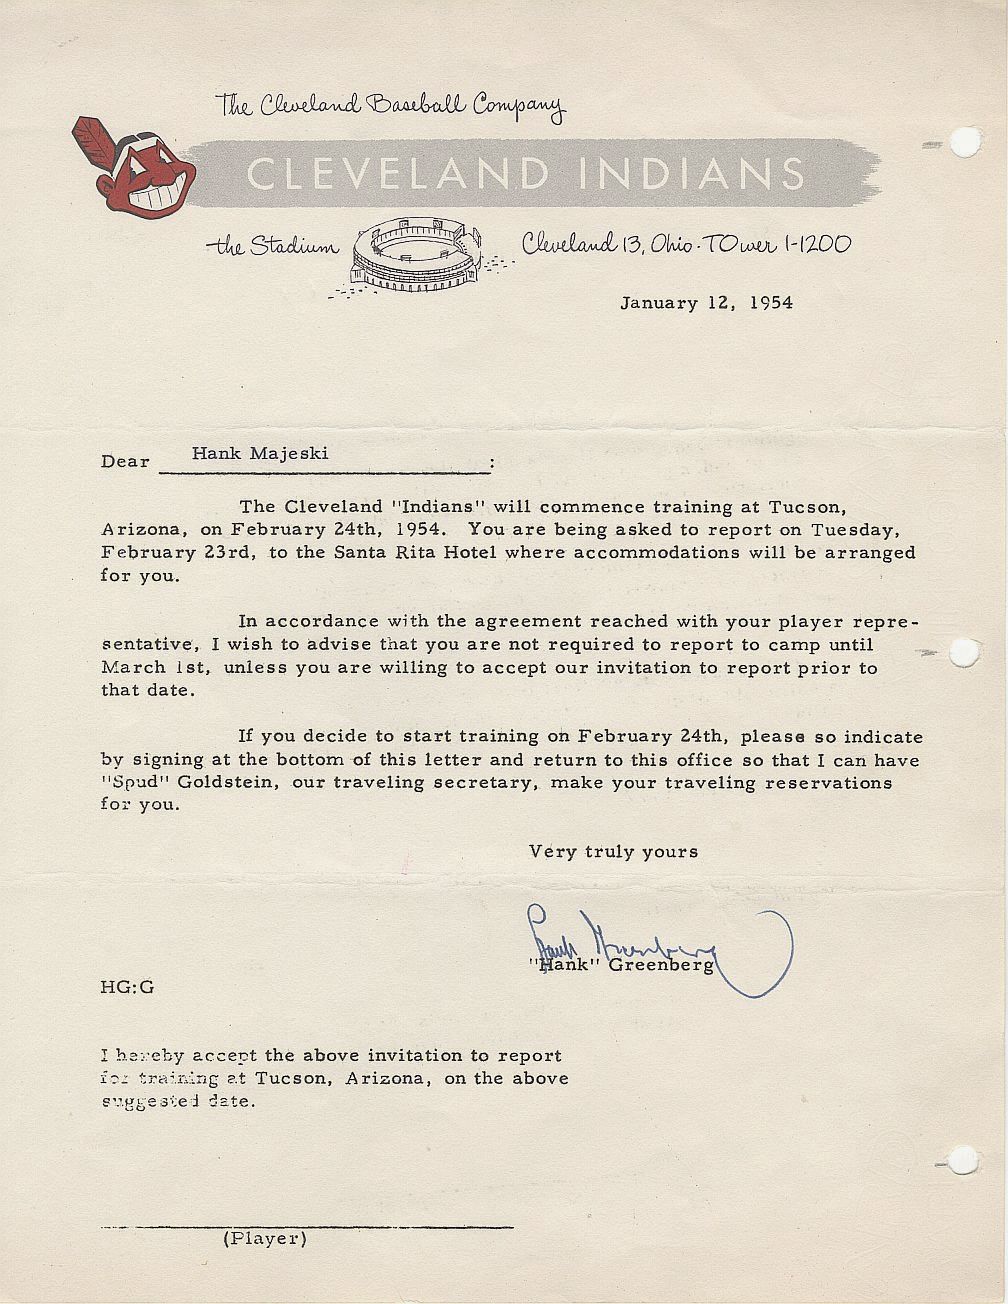 The Cleveland Baseball Company
CLEVELAND INDIANS
the Stadium
Cleveland 13, Ohio · TOwer 1-1200
January 12, 1954
Dear Hank Majeski :
The Cleveland "Indians" will commence training at Tucson,
Arizona, on February 24th, 1954. You are being asked to report on Tuesday,
February 23rd, to the Santa Rita Hotel where accommodations will be arranged
for you.
In accordance with the agreement reached with your player repre-
sentative, I wish to advise that you are not required to report to camp until
March 1st, unless you are willing to accept our invitation to report prior to
that date.
If you decide to start training on February 24th, please so indicate
by signing at the bottom of this letter and return to this office so that I can have
"Spud" Goldstein, our traveling secretary, make your traveling reservations
for you.
Very truly yours
Hank Greenberg
"Hank" Greenberg
HG:G
I hereby accept the above invitation to report
for training at Tucson, Arizona, on the above
suggested date.
(Player)